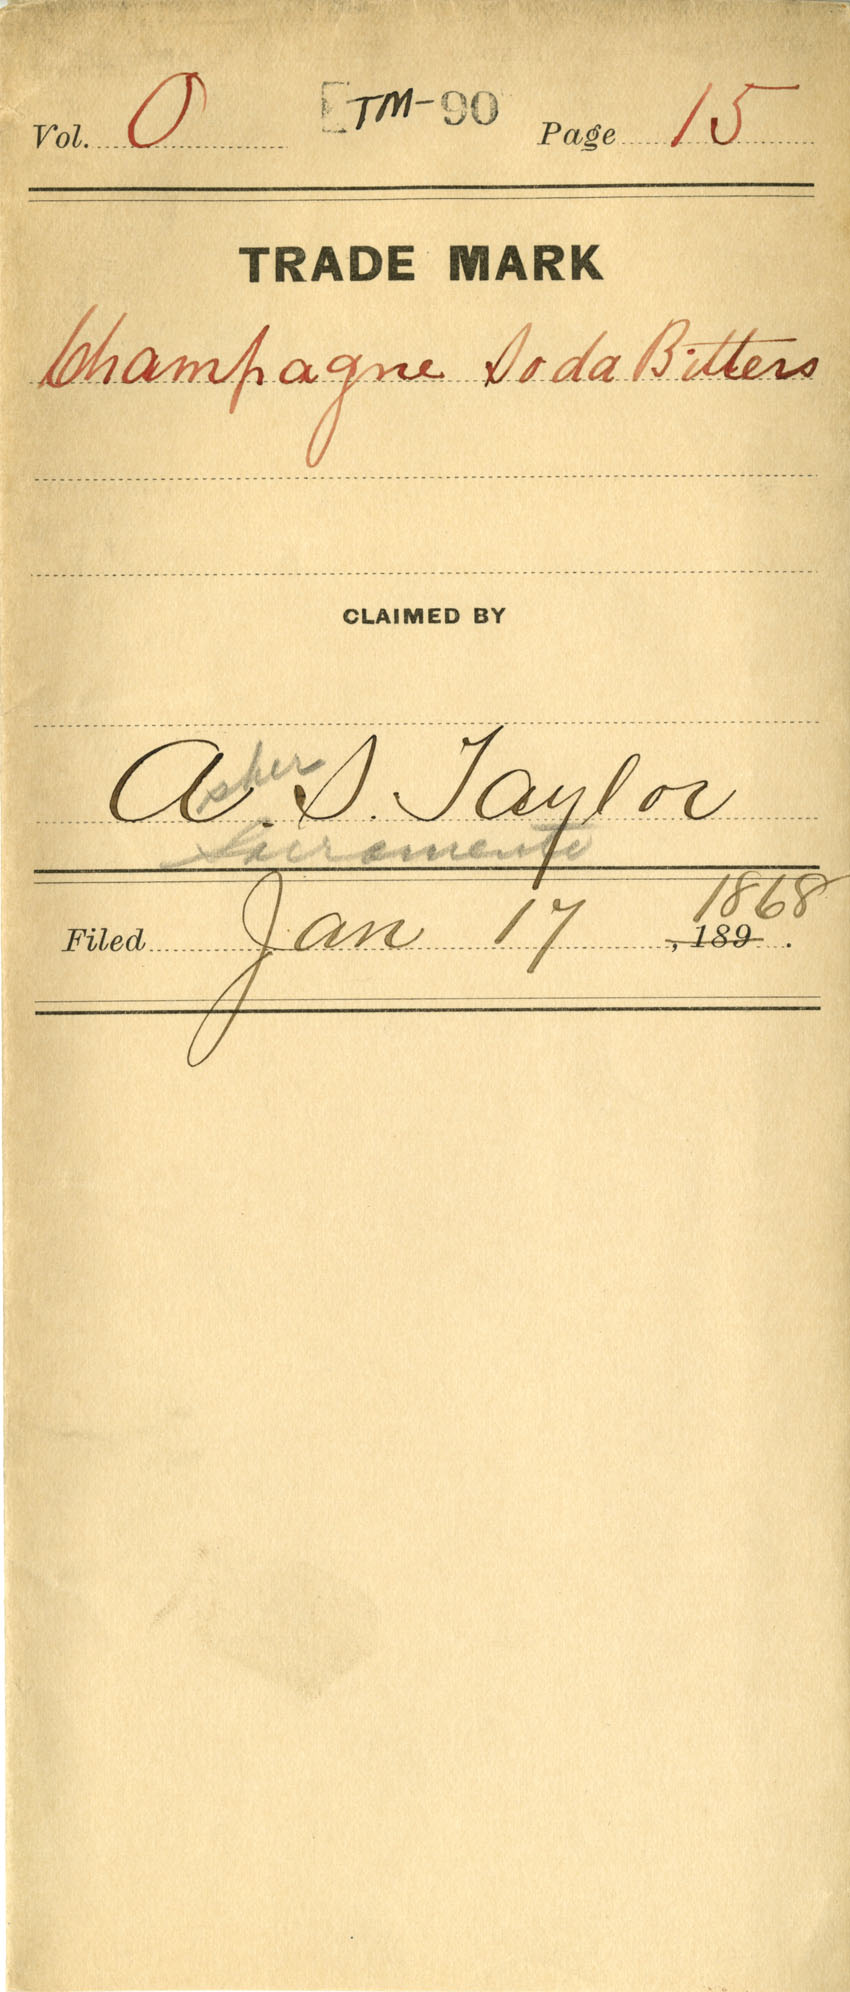 Vol. 0 TM-90 Page 15
TRADE MARK
Champagne Soda Bitters
CLAIMED BY
Asher S. Taylor
Sacramento
Filed Jan 17 1868
, 189 .